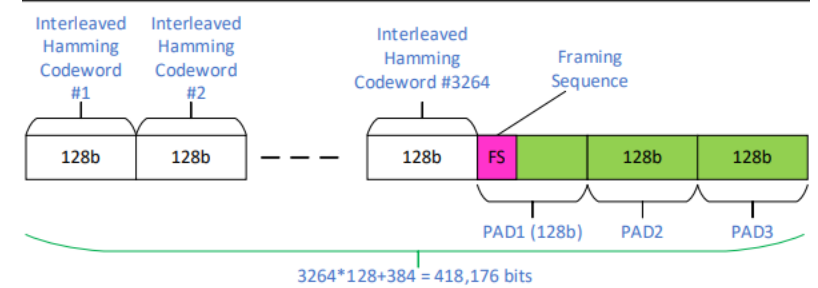 Interleaved
Hamming
Codeword
#1
Interleaved
Hamming
Codeword
#2
Interleaved
Hamming
Codeword #3264
Framing
Sequence
128b
128b
128b
FS
128b
128b
PAD1 (128b)
PAD2
PAD3
3264*128+384 = 418,176 bits